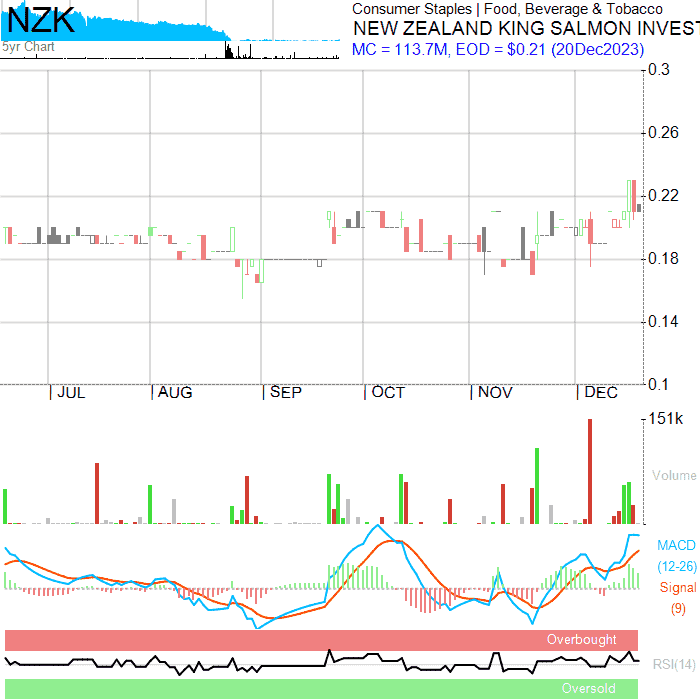 NZK
5yr Chart
Consumer Staples | Food, Beverage & Tobacco
NEW ZEALAND KING SALMON INVEST
MC = 113.7M, EOD = $0.21 (20Dec2023)
0.3
0.26
0.22
0.18
0.14
0.1
JUL
AUG
SEP
OCT
NOV
DEC
151k
Volume
MACD
(12-26)
Signal
(9)
Overbought
RSI(14)
Oversold